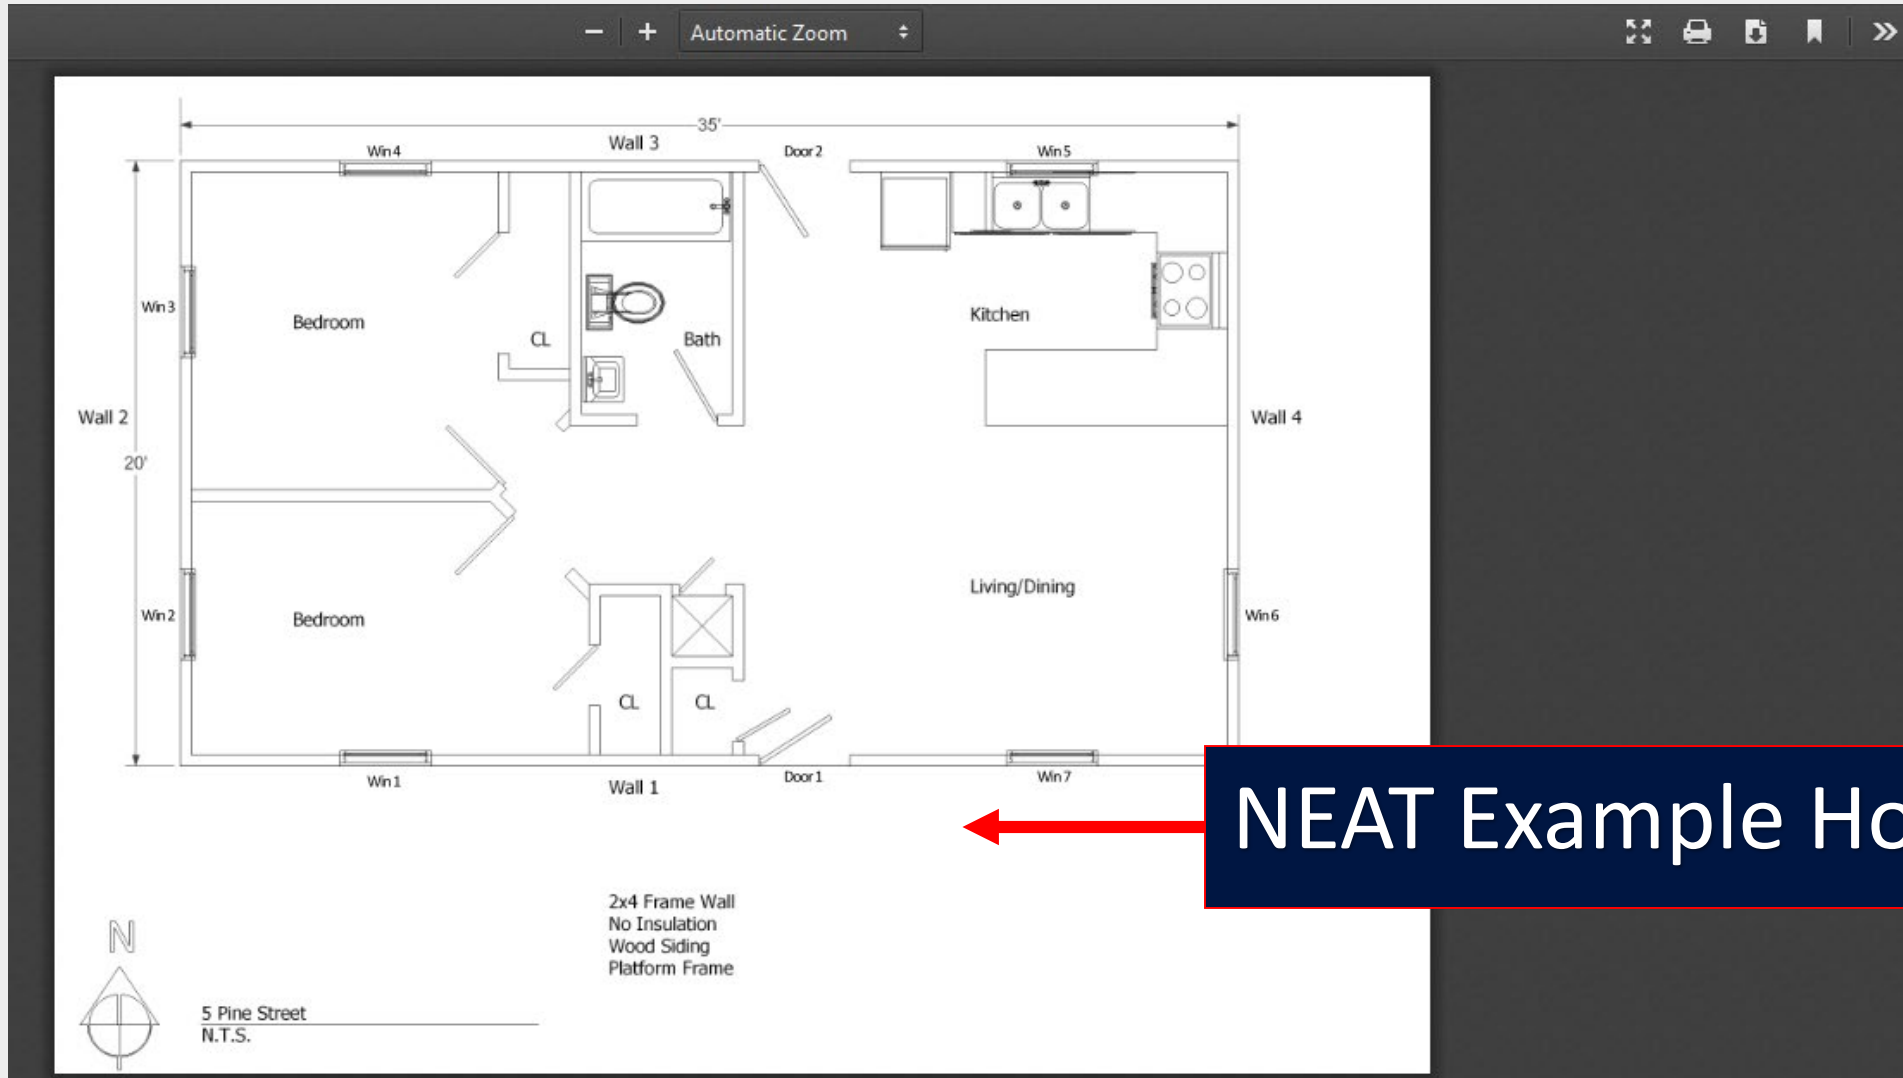 Automatic Zoom
35'
Wall 3
Win 4
Door 2
Win 5
Win 3
Bedroom
CL
Bath
Kitchen
Wall 2
20'
Wall 4
Win 2
Bedroom
Living/Dining
Win 6
CL
CL
Win 1
Wall 1
Door 1
Win 7
NEAT Example Ho
2x4 Frame Wall
No Insulation
Wood Siding
Platform Frame
N
5 Pine Street
N.T.S.